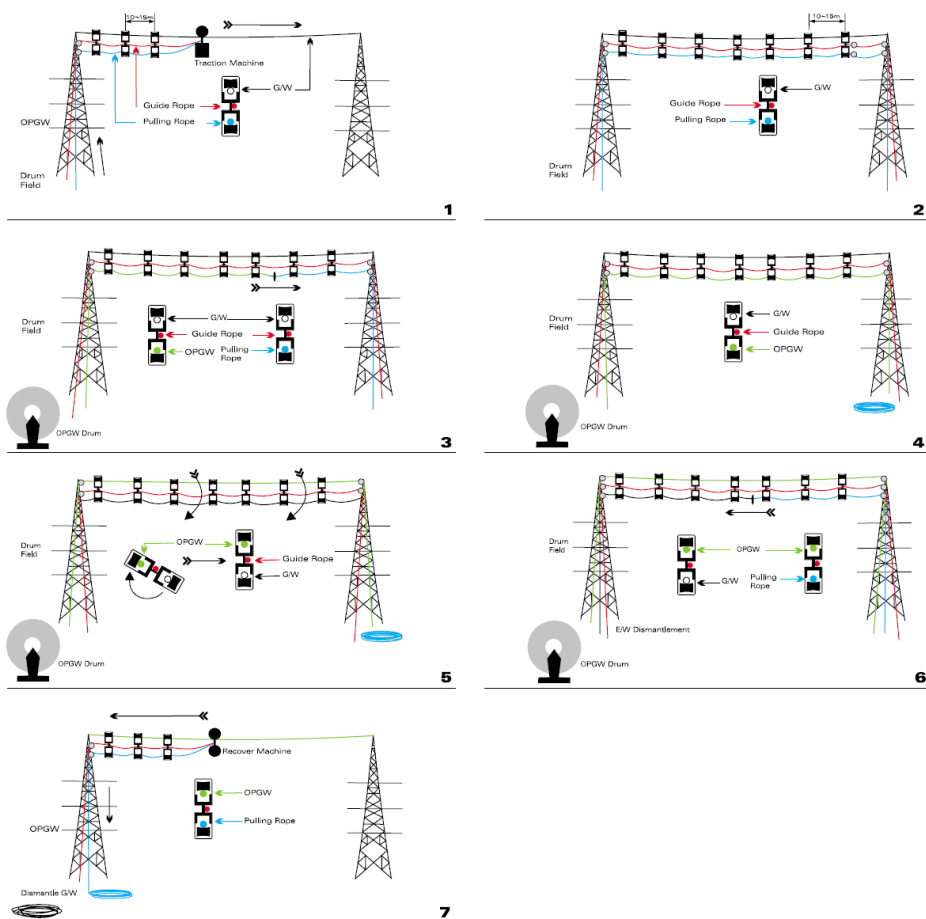 10~15m
Traction Machine
G/W
Guide Rope
Pulling Rope
OPGW
Drum
Field
1
10~15m
G/W
Guide Rope
Pulling Rope
Drum
Field
2
G/W
Drum
Field
Guide Rope
OPGW
Pulling
Rope
OPGW Drum
3
G/W
Drum
Field
Guide Rope
OPGW
OPGW Drum
4
OPGW
Drum
Field
Guide Rope
G/W
OPGW Drum
5
Drum
Field
OPGW
Pulling
Rope
G/W
E/W Dismantlement
OPGW Drum
6
Recover Machine
OPGW
Pulling Rope
OPGW
Dismantle G/W
7